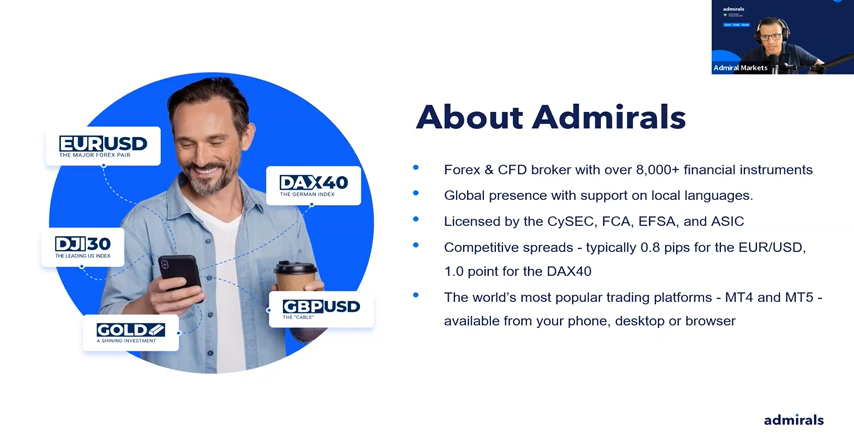 admirals
Admiral Markets
About Admirals
EURUSD
THE MAJOR FOREX PAIR
DAX40
THE GERMAN INDEX
DJI30
THE LEADING US INDEX
GBPUSD
THE "CABLE"
GOLD
A SHINING INVESTMENT
Forex & CFD broker with over 8,000+ financial instruments
Global presence with support on local languages.
Licensed by the CySEC, FCA, EFSA, and ASIC
Competitive spreads - typically 0.8 pips for the EUR/USD,
1.0 point for the DAX40
The world’s most popular trading platforms - MT4 and MT5 -
available from your phone, desktop or browser
admirals